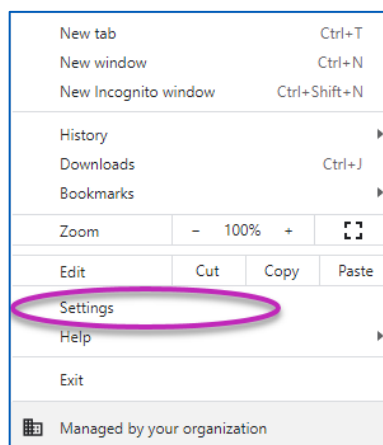 New tab Ctrl+T
New window Ctrl+N
New Incognito window Ctrl+Shift+N
History
Downloads Ctrl+J
Bookmarks
Zoom − 100% +
Edit Cut Copy Paste
Settings
Help
Exit
Managed by your organization